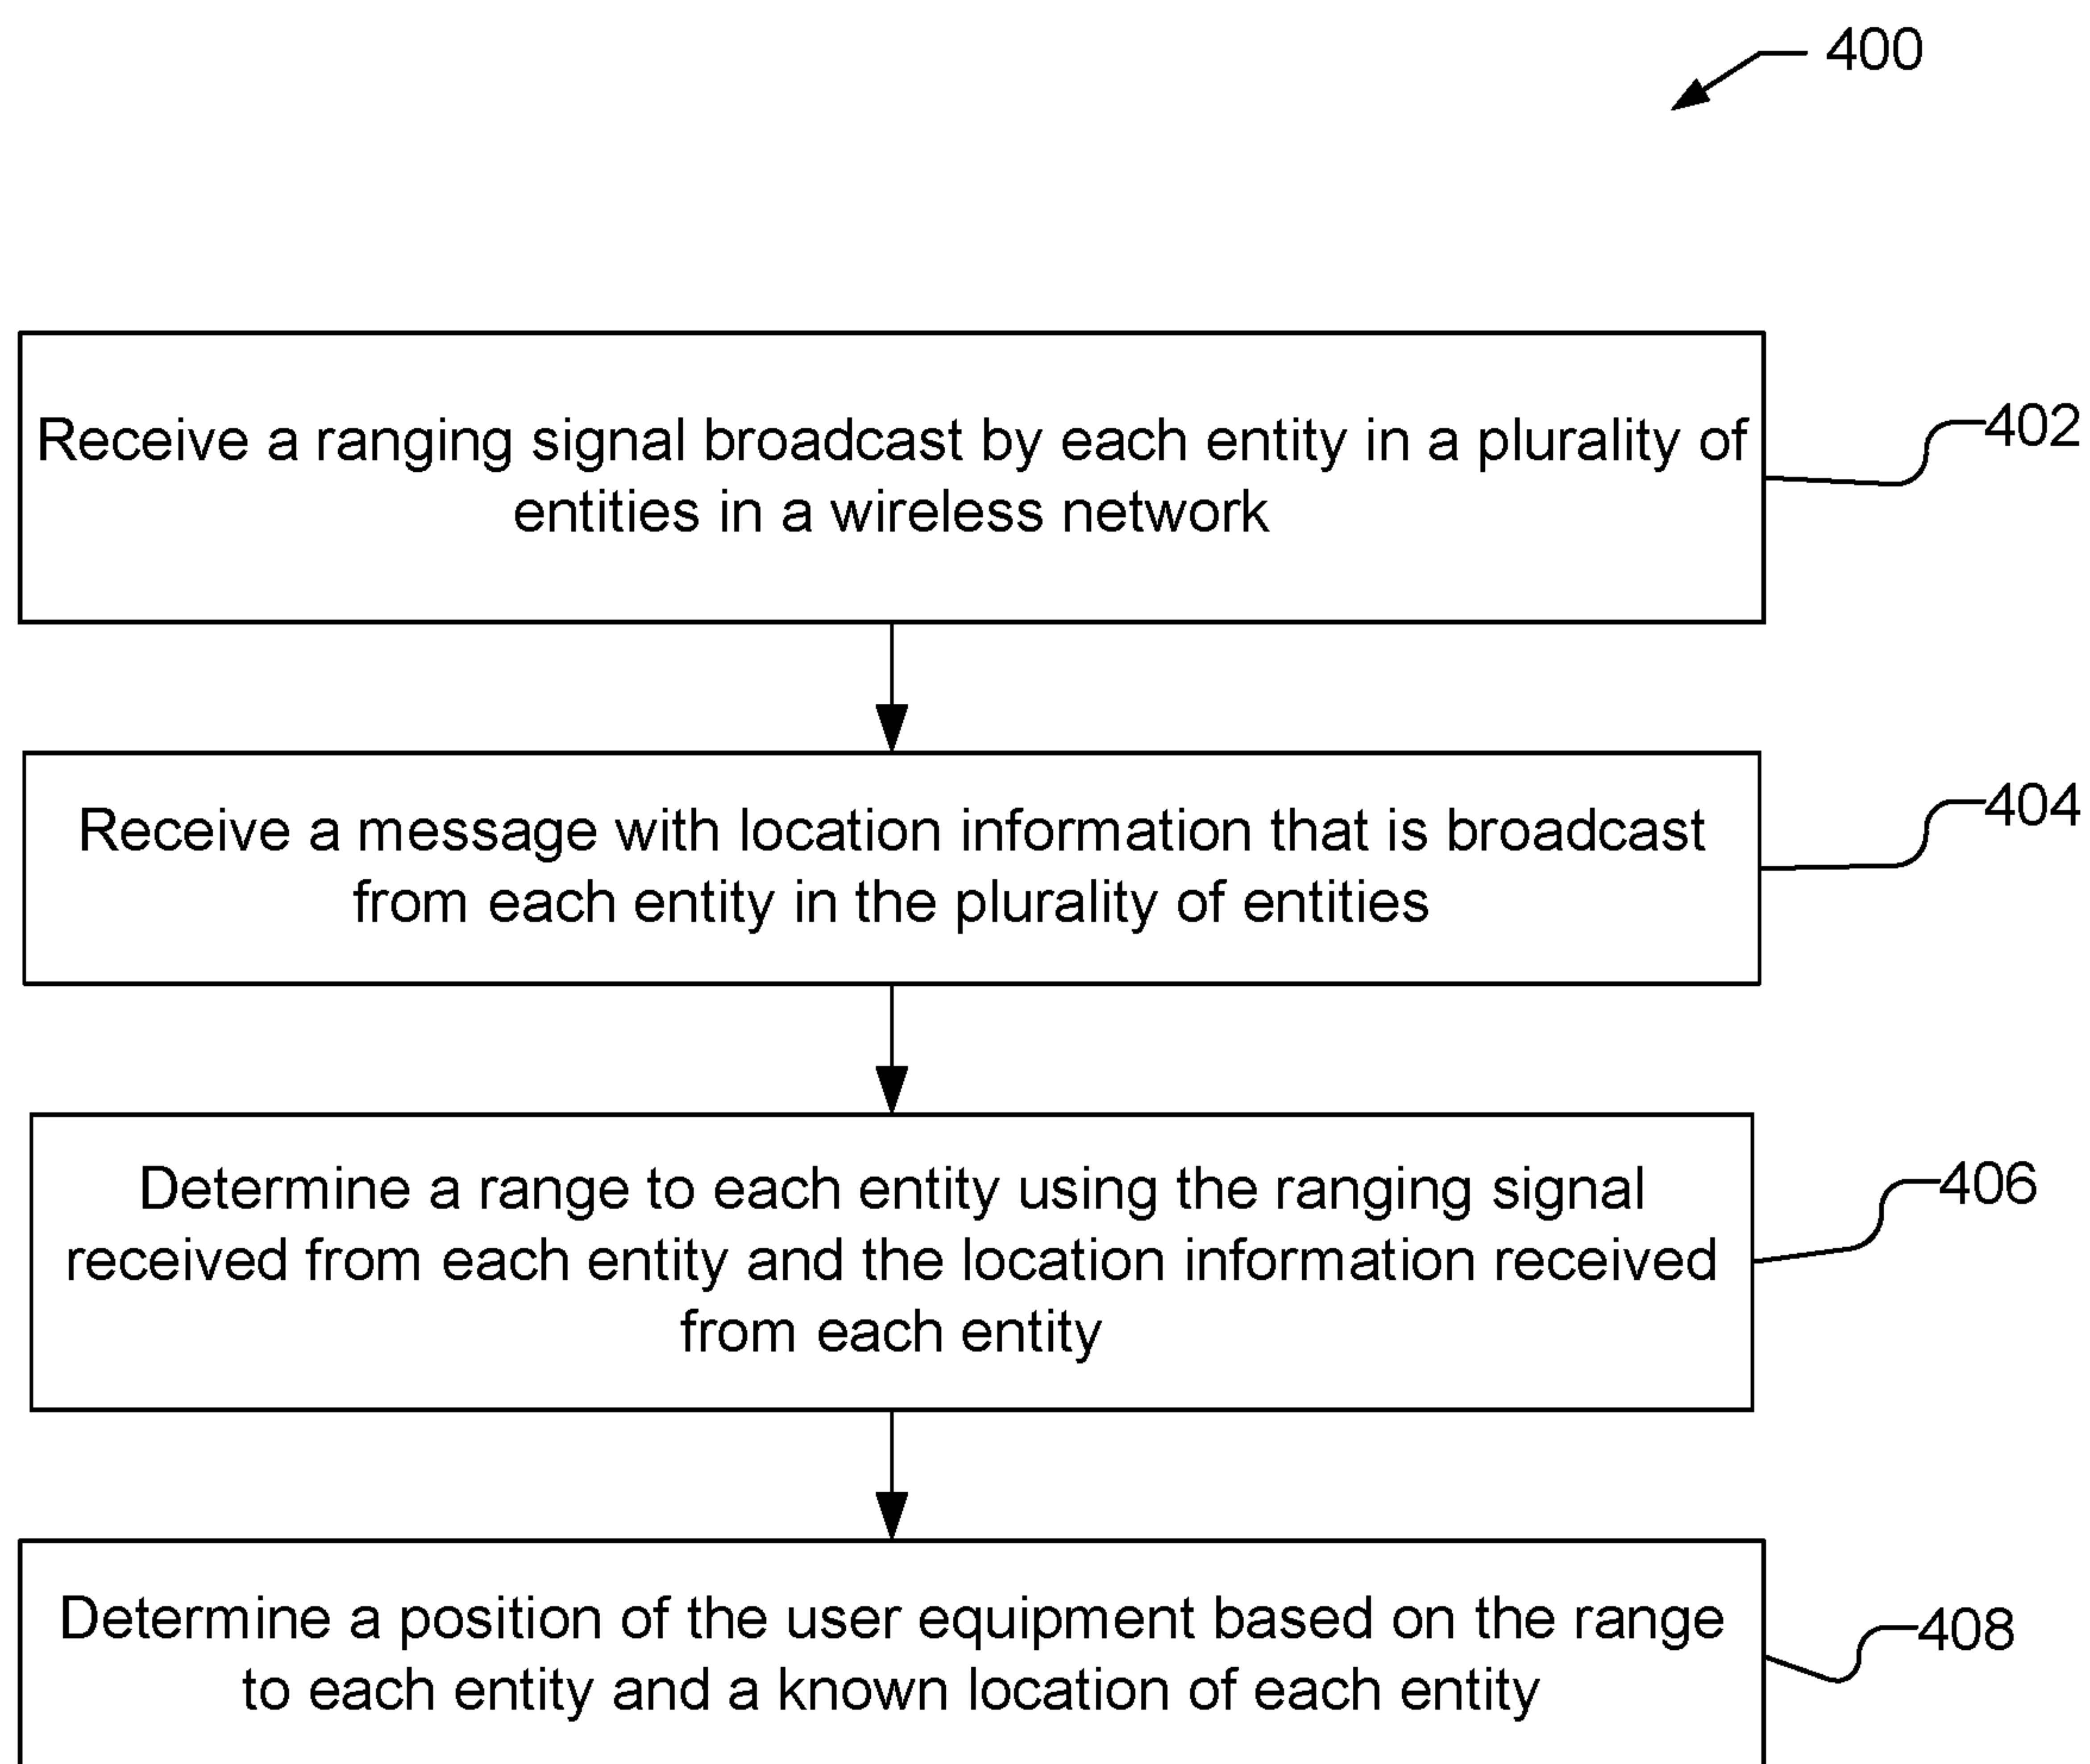 400
Receive a ranging signal broadcast by each entity in a plurality of
entities in a wireless network
402
Receive a message with location information that is broadcast
from each entity in the plurality of entities
404
Determine a range to each entity using the ranging signal
received from each entity and the location information received
from each entity
406
Determine a position of the user equipment based on the range
to each entity and a known location of each entity
408